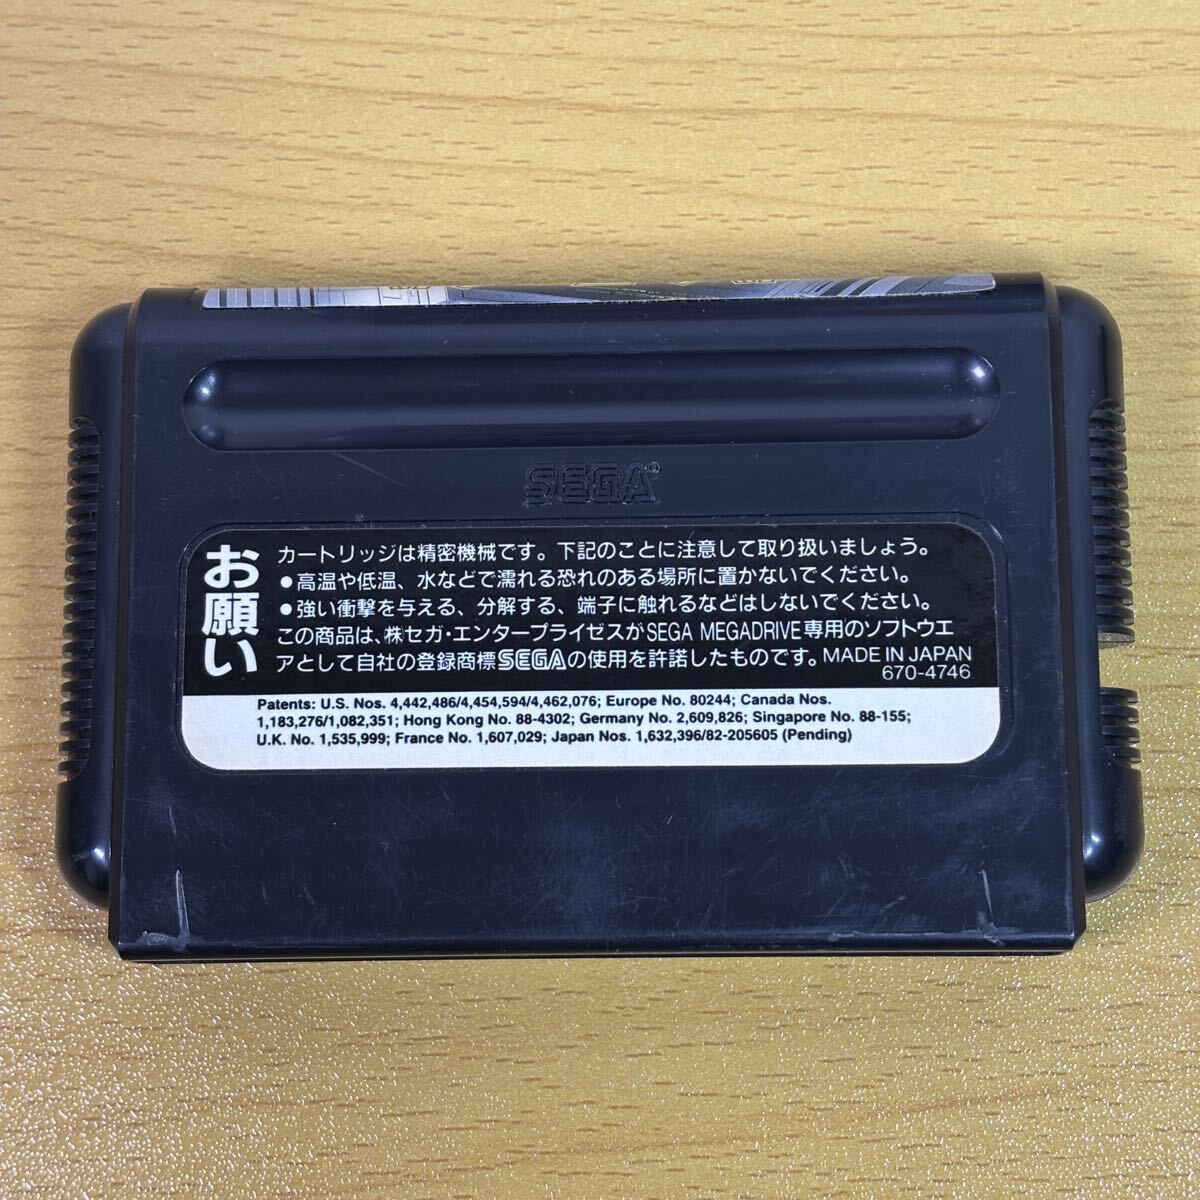 SEGA®
お願い
カートリッジは精密機械です。下記のことに注意して取り扱いましょう。
●高温や低温、水などで濡れる恐れのある場所に置かないでください。
●強い衝撃を与える、分解する、端子に触れるなどはしないでください。
この商品は、㈱セガ・エンタープライゼスがSEGA MEGADRIVE専用のソフトウエ
アとして自社の登録商標SEGAの使用を許諾したものです。MADE IN JAPAN
670-4746
Patents: U.S. Nos. 4,442,486/4,454,594/4,462,076; Europe No. 80244; Canada Nos.
1,183,276/1,082,351; Hong Kong No. 88-4302; Germany No. 2,609,826; Singapore No. 88-155;
U.K. No. 1,535,999; France No. 1,607,029; Japan Nos. 1,632,396/82-205605 (Pending)